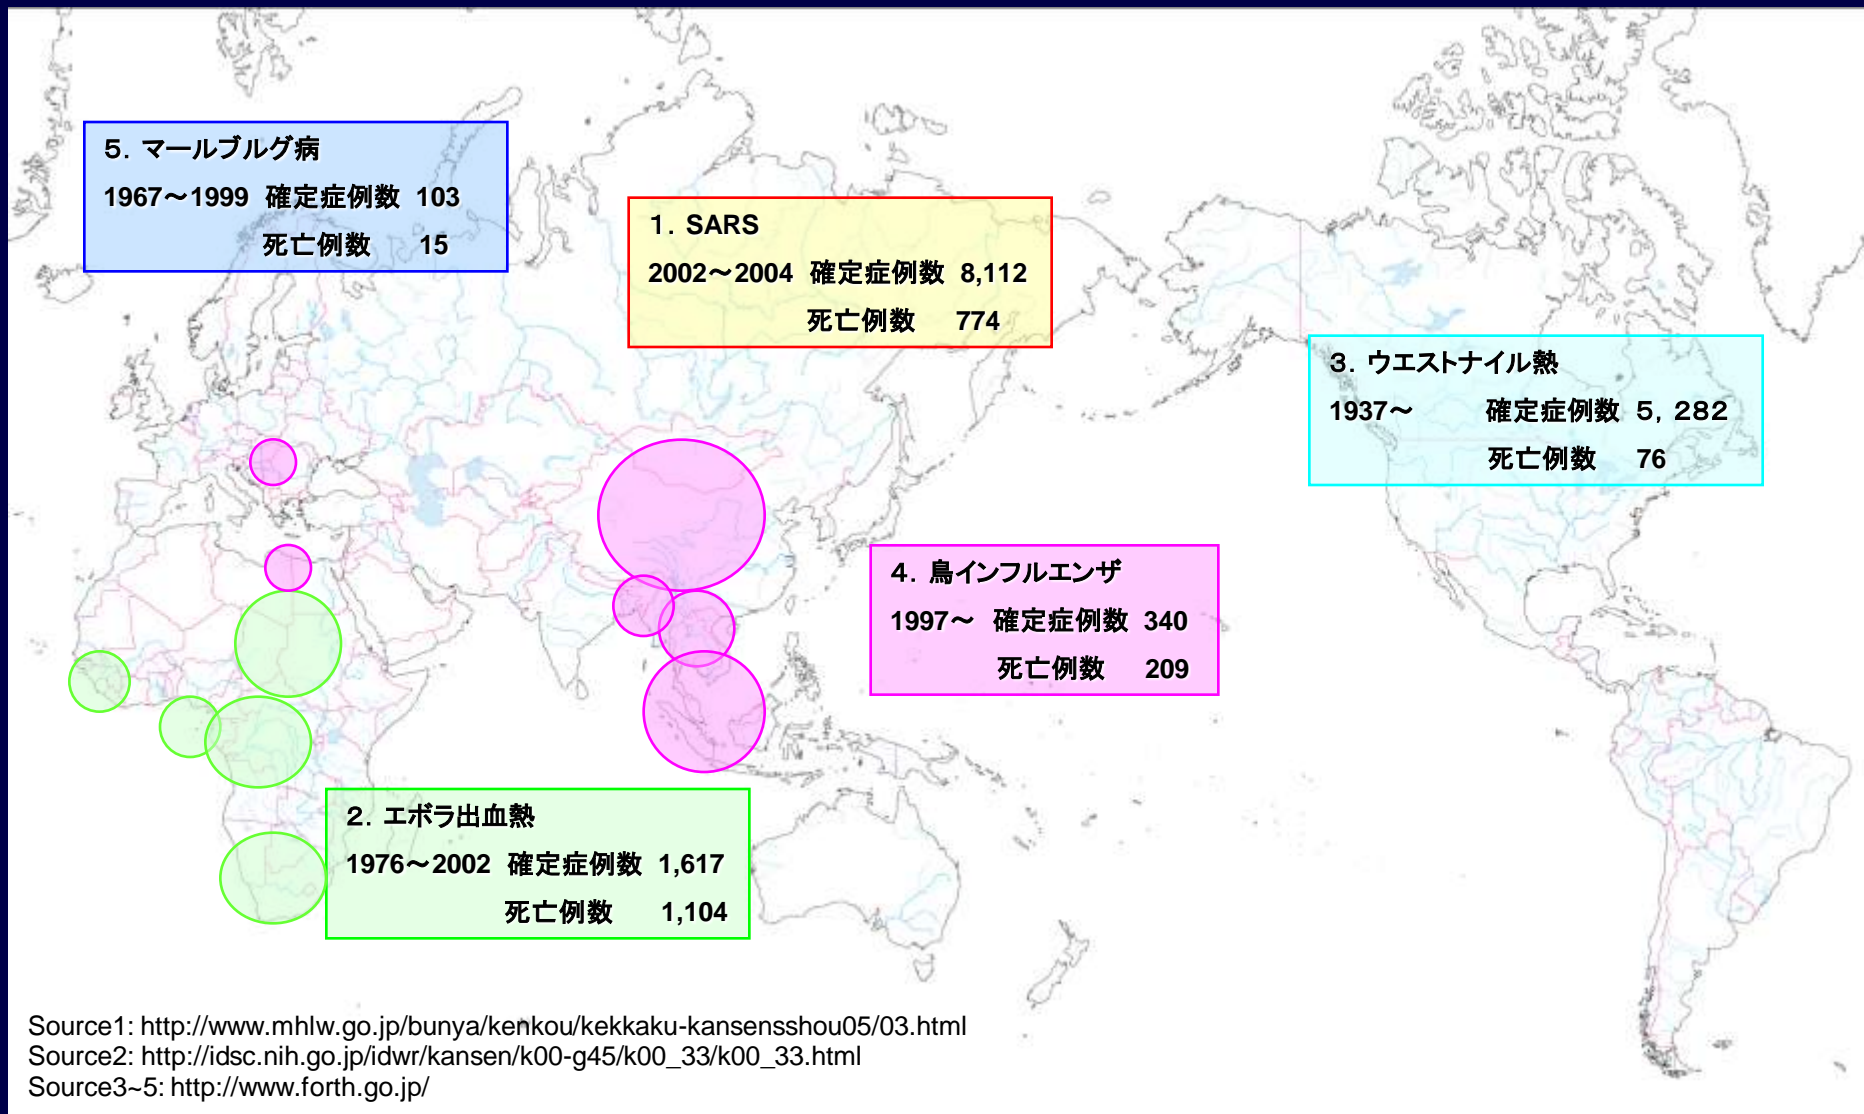 5．マールブルグ病
1967～1999 確定症例数 103
死亡例数 15
1．SARS
2002～2004 確定症例数 8,112
死亡例数 774
3．ウエストナイル熱
1937～ 確定症例数 5，282
死亡例数 76
4．鳥インフルエンザ
1997～ 確定症例数 340
死亡例数 209
2．エボラ出血熱
1976～2002 確定症例数 1,617
死亡例数 1,104
Source1: http://www.mhlw.go.jp/bunya/kenkou/kekkaku-kansensshou05/03.html
Source2: http://idsc.nih.go.jp/idwr/kansen/k00-g45/k00_33/k00_33.html
Source3~5: http://www.forth.go.jp/